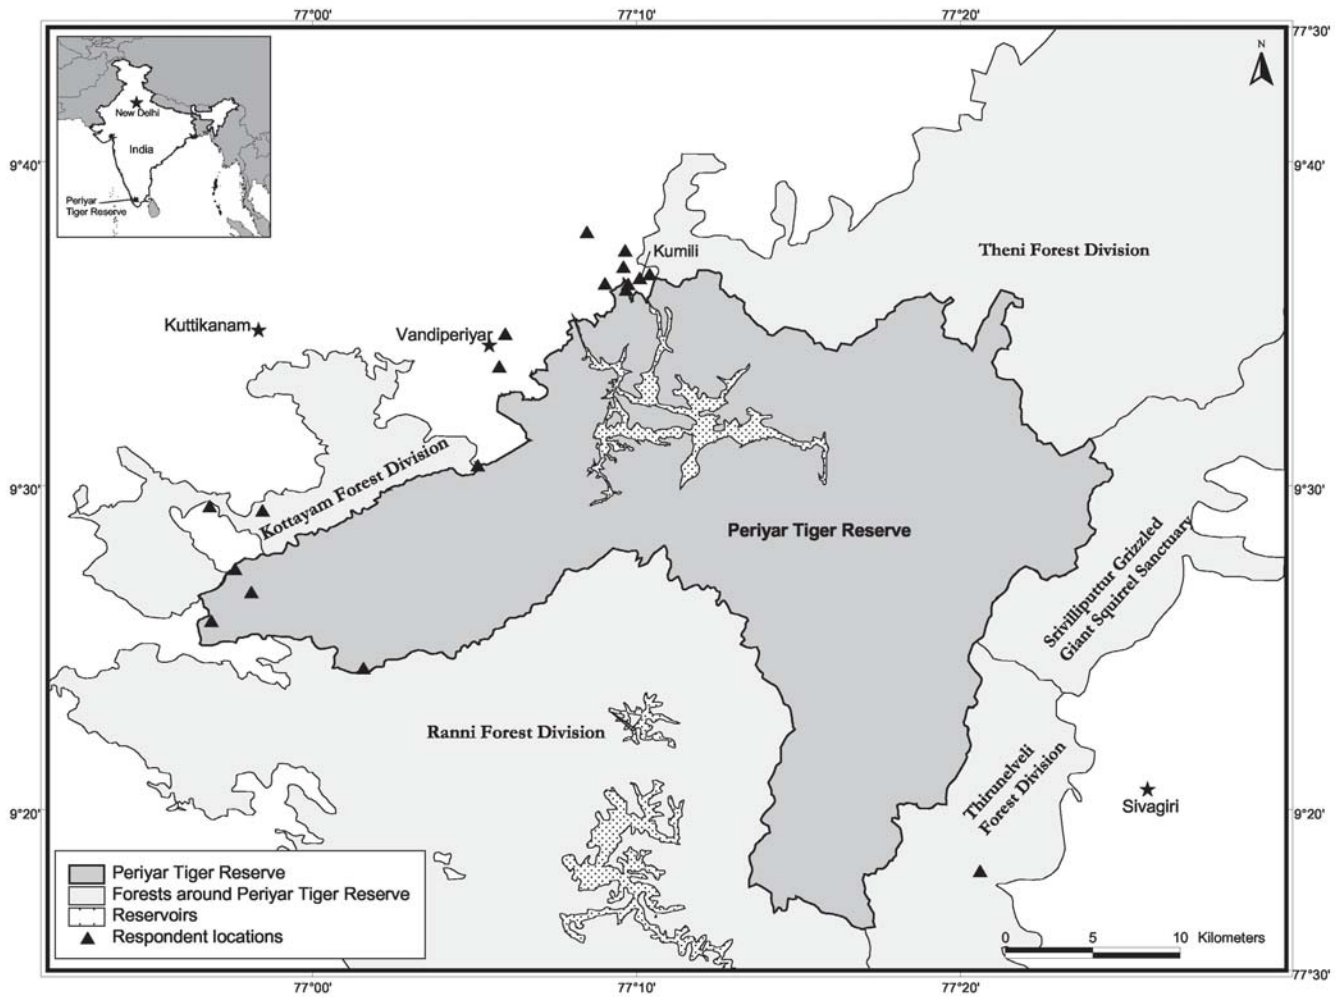 77°00'
77°10'
77°20'
77°30'
N
New Delhi
India
Periyar
Tiger Reserve
9°40'
9°40'
Kumili
Theni Forest Division
Kuttikanam
Vandiperiyar
Kottayam Forest Division
9°30'
9°30'
Periyar Tiger Reserve
Srivilliputtur Grizzled
Giant Squirrel Sanctuary
Ranni Forest Division
Thirunelveli
Forest Division
Sivagiri
9°20'
9°20'
Periyar Tiger Reserve
Forests around Periyar Tiger Reserve
Reservoirs
Respondent locations
0 5 10 Kilometers
77°00'
77°10'
77°20'
77°30'